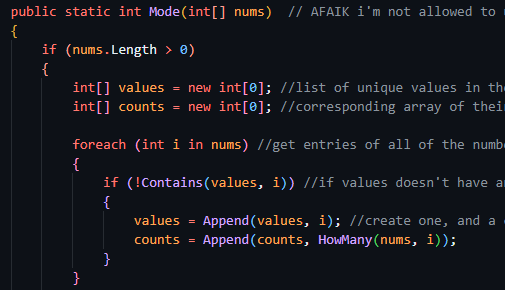 public static int Mode(int[] nums)  // AFAIK i'm not allowed to
{
    if (nums.Length > 0)
    {
        int[] values = new int[0]; //list of unique values in the
        int[] counts = new int[0]; //corresponding array of their
        foreach (int i in nums) //get entries of all of the numbe
        {
            if (!Contains(values, i)) //if values doesn't have a
            {
                values = Append(values, i); //create one, and a
                counts = Append(counts, HowMany(nums, i));
            }
        }